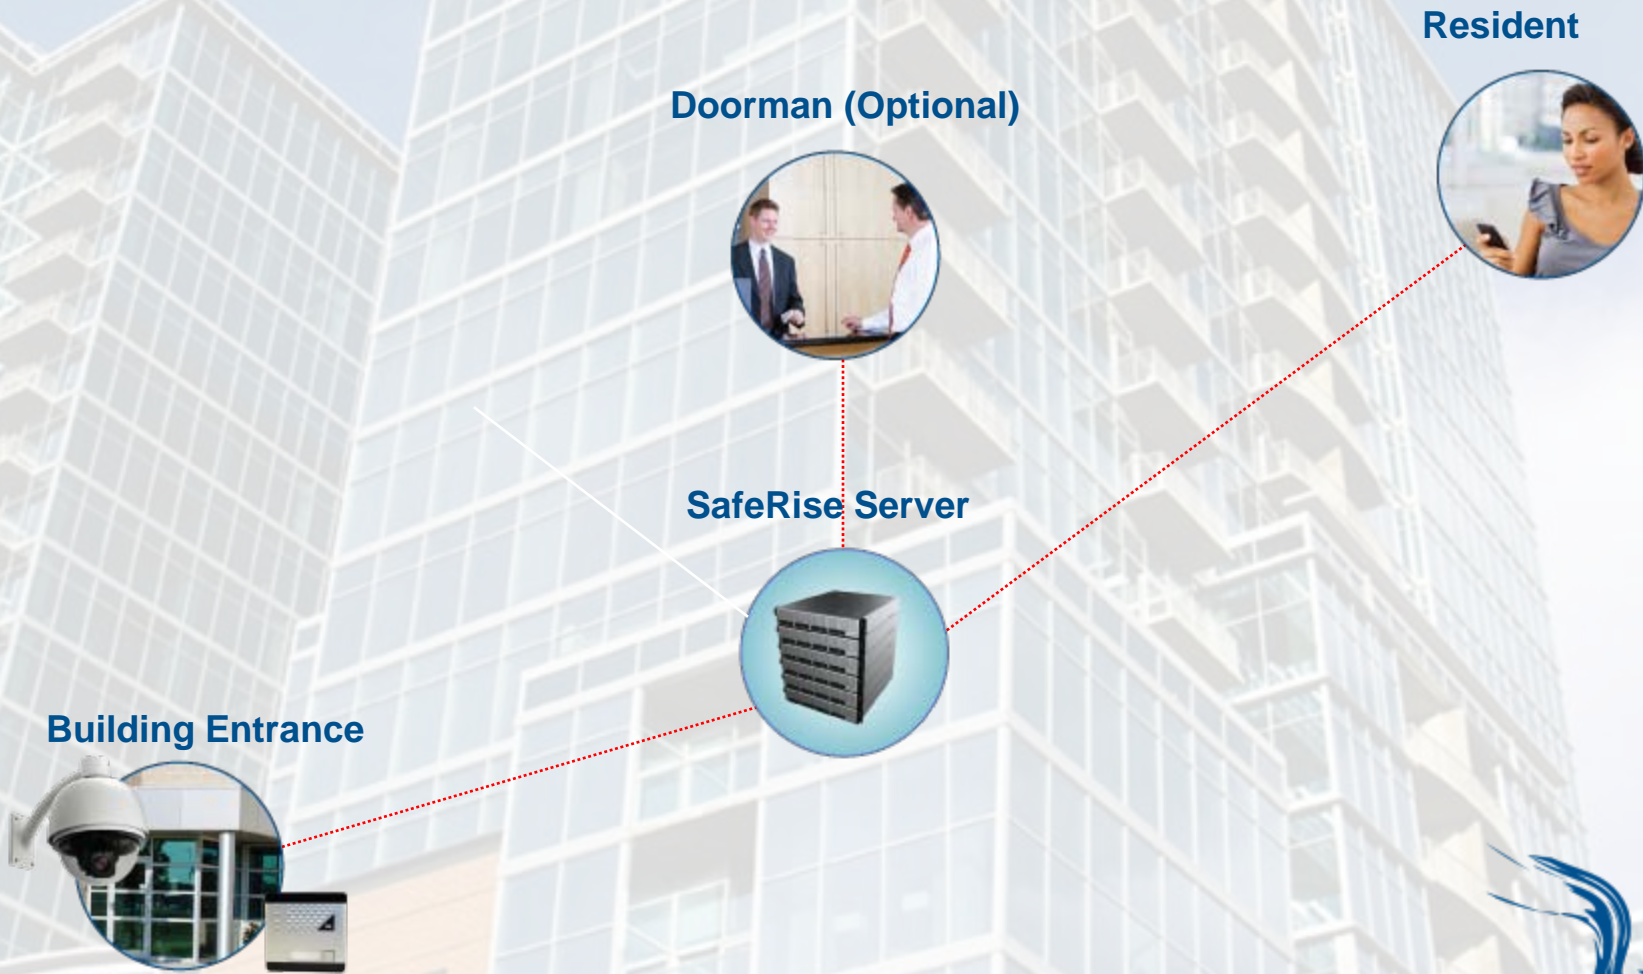 Resident
Doorman (Optional)
SafeRise Server
Building Entrance